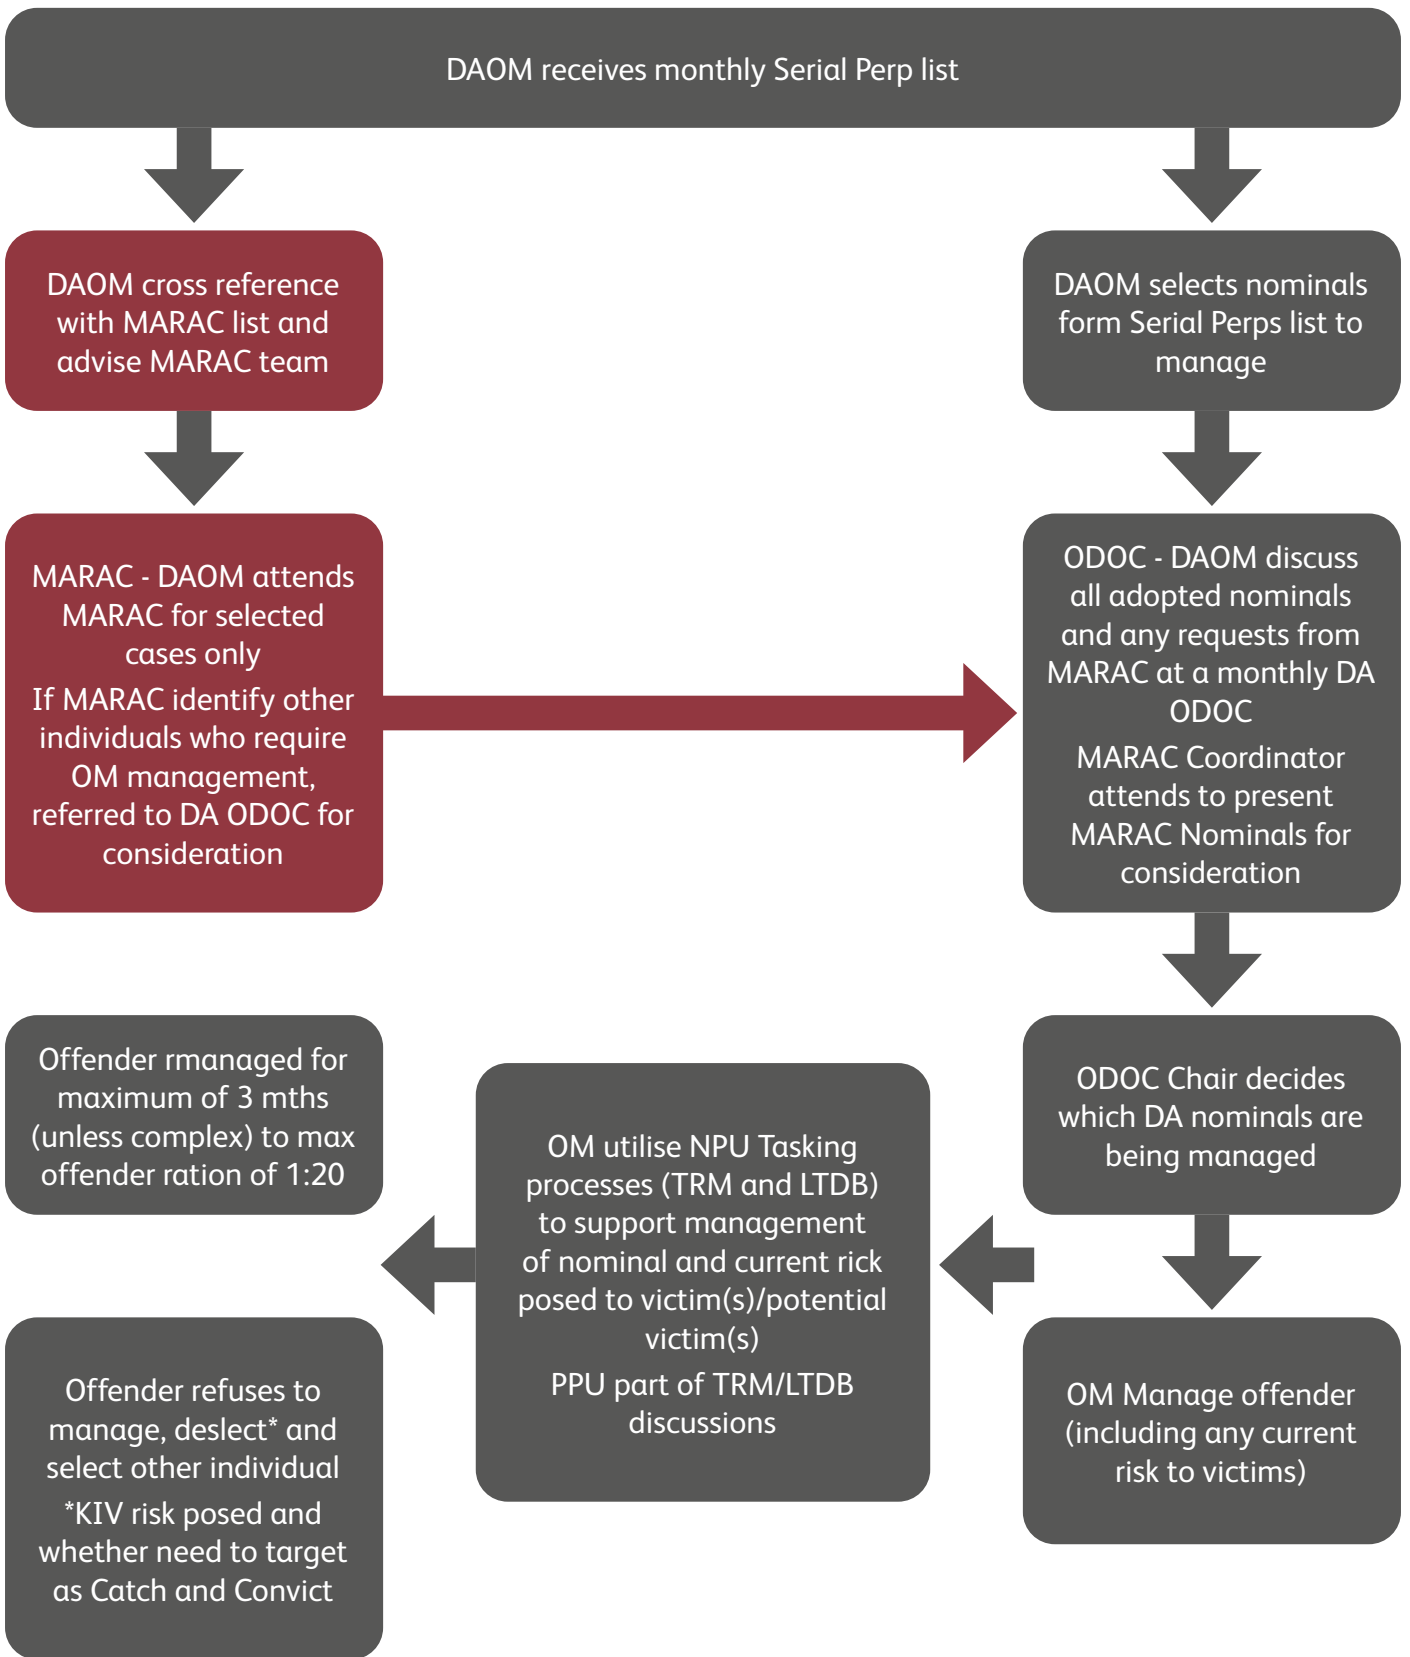 DAOM receives monthly Serial Perp list
DAOM cross reference
with MARAC list and
advise MARAC team
DAOM selects nominals
form Serial Perps list to
manage
MARAC - DAOM attends
MARAC for selected
cases only
If MARAC identify other
individuals who require
OM management,
referred to DA ODOC for
consideration
ODOC - DAOM discuss
all adopted nominals
and any requests from
MARAC at a monthly DA
ODOC
MARAC Coordinator
attends to present
MARAC Nominals for
consideration
ODOC Chair decides
which DA nominals are
being managed
OM Manage offender
(including any current
risk to victims)
OM utilise NPU Tasking
processes (TRM and LTDB)
to support management
of nominal and current rick
posed to victim(s)/potential
victim(s)
PPU part of TRM/LTDB
discussions
Offender rmanaged for
maximum of 3 mths
(unless complex) to max
offender ration of 1:20
Offender refuses to
manage, deslect* and
select other individual
*KIV risk posed and
whether need to target
as Catch and Convict